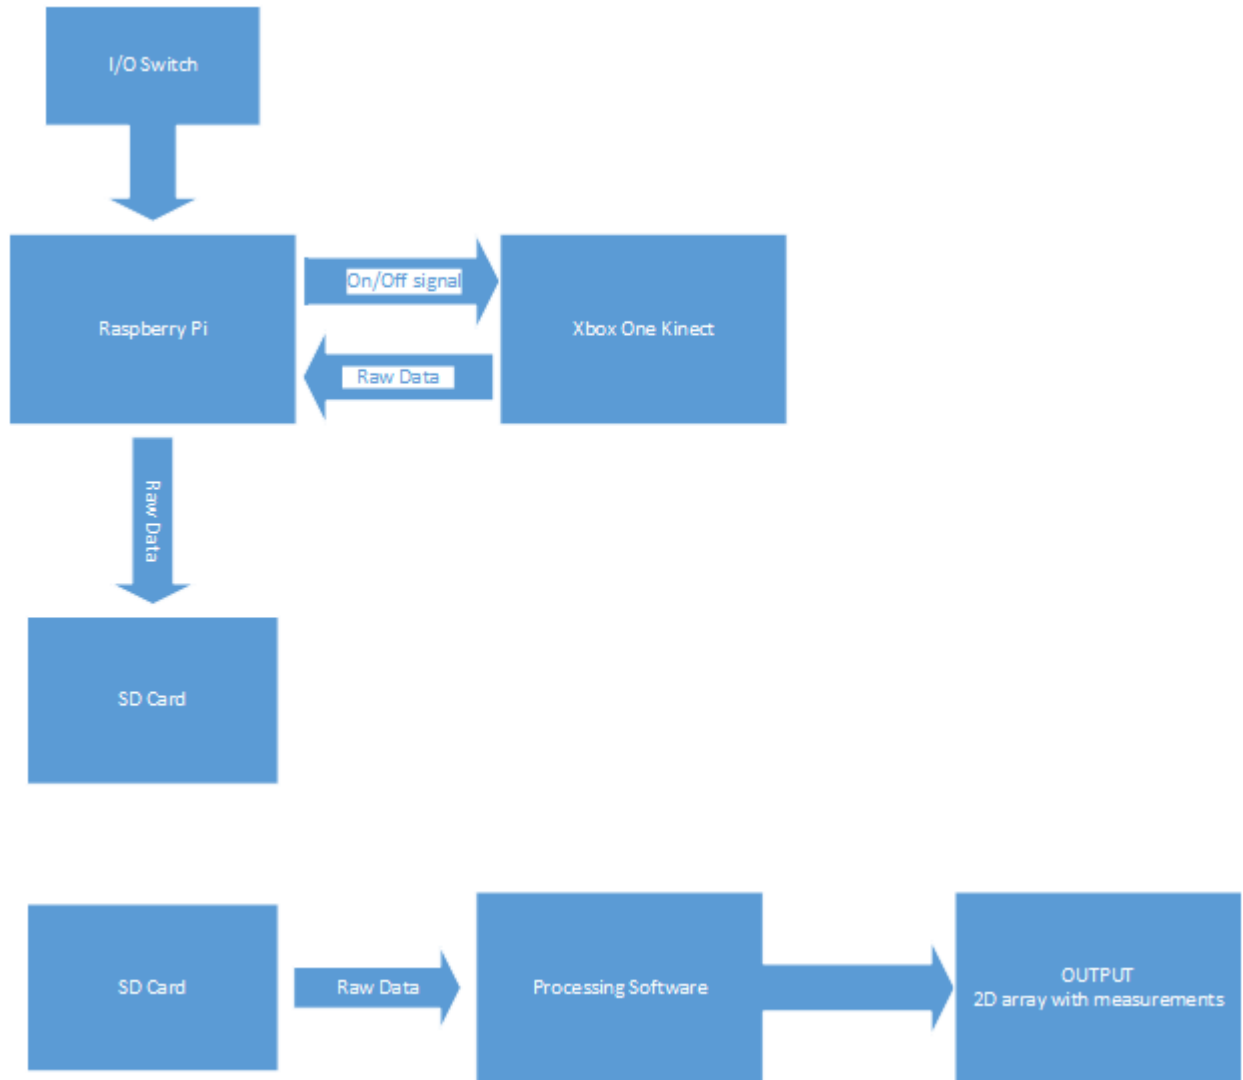 I/O Switch
On/Off signal
Raspberry Pi
Xbox One Kinect
Raw Data
Raw Data
SD Card
SD Card
Raw Data
Processing Software
OUTPUT
2D array with measurements